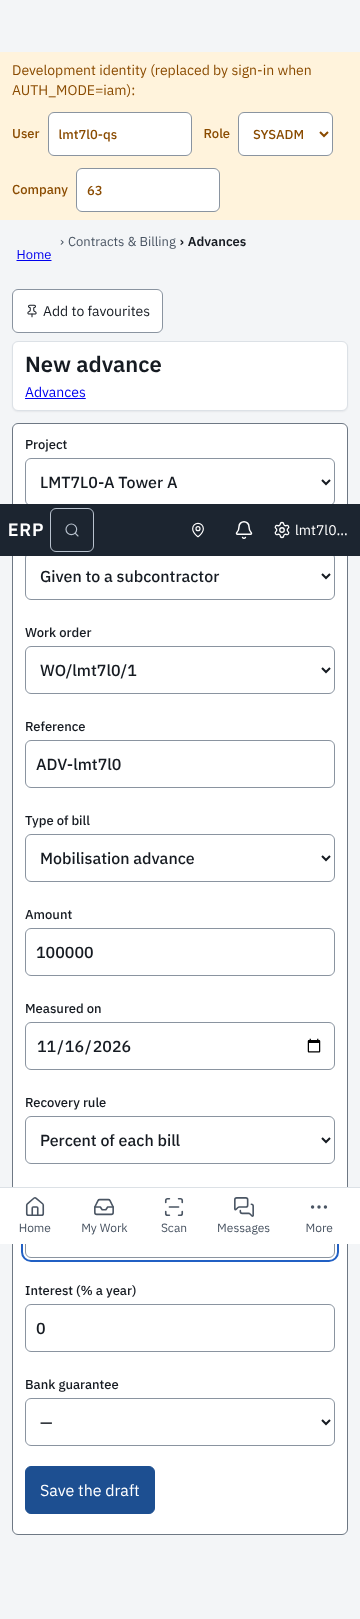 Development identity (replaced by sign-in when
AUTH_MODE=iam):
User lmt7l0-qs Role SYSADM
Company 63
Home › Contracts & Billing › Advances
Add to favourites
New advance
Advances
Project
LMT7L0-A Tower A
ERP lmt7l0...
Given to a subcontractor
Work order
WO/lmt7l0/1
Reference
ADV-lmt7l0
Type of bill
Mobilisation advance
Amount
100000
Measured on
11/16/2026
Recovery rule
Percent of each bill
Home My Work Scan Messages More
Interest (% a year)
0
Bank guarantee
—
Save the draft